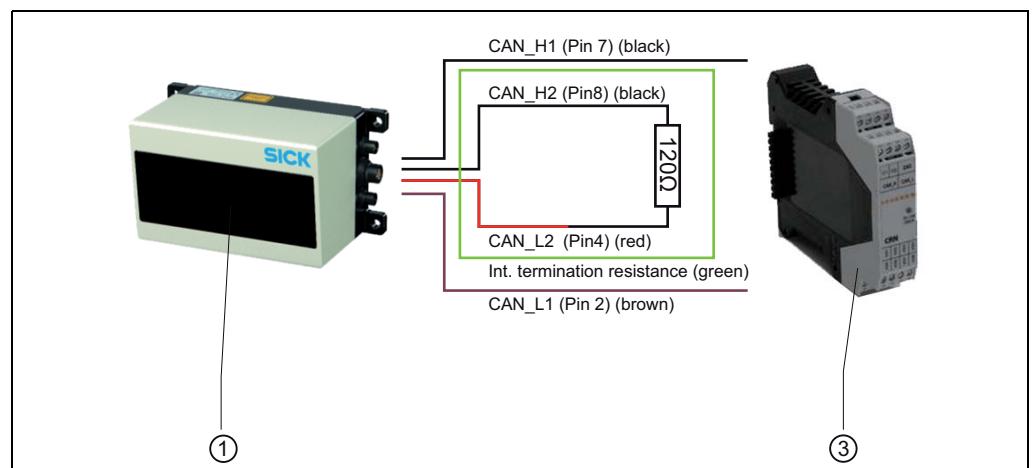 CAN_H1 (Pin 7) (black)
CAN_H2 (Pin8) (black)
SICK
120Ω
CAN_L2 (Pin4) (red)
Int. termination resistance (green)
CAN_L1 (Pin 2) (brown)
1
3